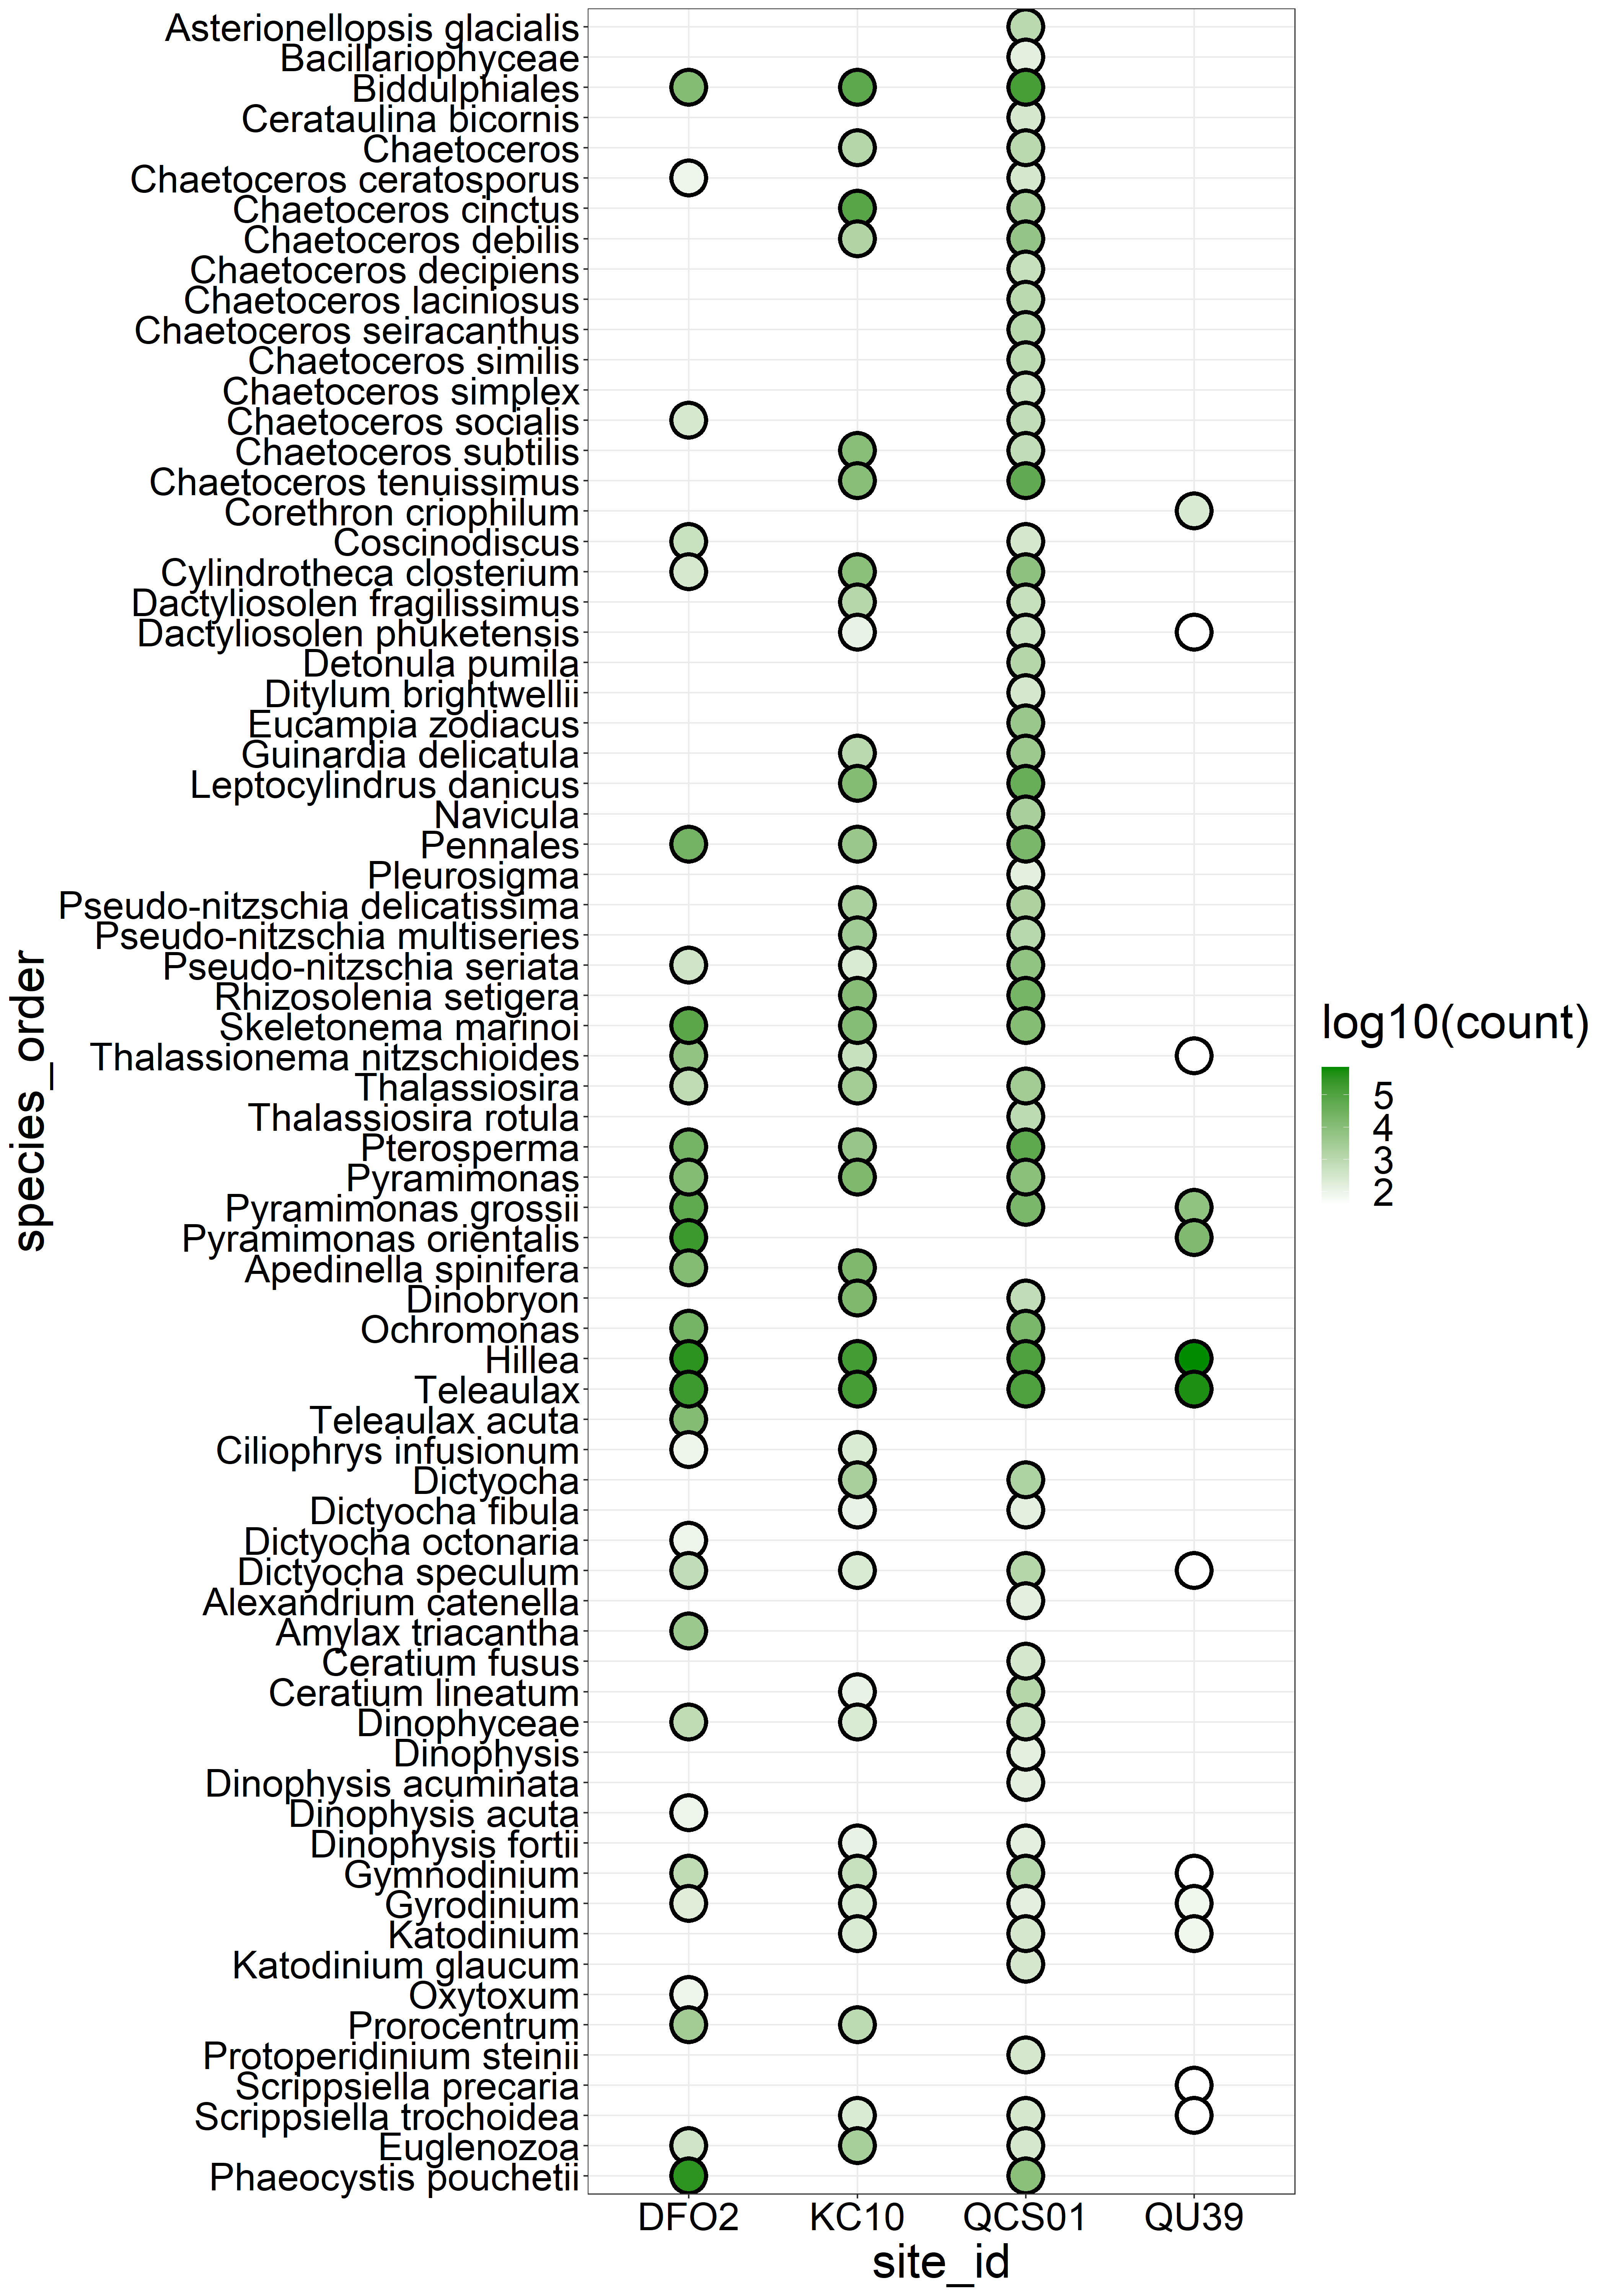 Asterionellopsis glacialis
Bacillariophyceae
Biddulphiales
Cerataulina bicornis
Chaetoceros
Chaetoceros ceratosporus
Chaetoceros cinctus
Chaetoceros debilis
Chaetoceros decipiens
Chaetoceros laciniosus
Chaetoceros seiracanthus
Chaetoceros similis
Chaetoceros simplex
Chaetoceros socialis
Chaetoceros subtilis
Chaetoceros tenuissimus
Corethron criophilum
Coscinodiscus
Cylindrotheca closterium
Dactyliosolen fragilissimus
Dactyliosolen phuketensis
Detonula pumila
Ditylum brightwellii
Eucampia zodiacus
Guinardia delicatula
Leptocylindrus danicus
Navicula
Pennales
Pleurosigma
Pseudo-nitzschia delicatissima
Pseudo-nitzschia multiseries
Pseudo-nitzschia seriata
Rhizosolenia setigera
Skeletonema marinoi
Thalassionema nitzschioides
Thalassiosira
Thalassiosira rotula
Pterosperma
Pyramimonas
Pyramimonas grossii
Pyramimonas orientalis
Apedinella spinifera
Dinobryon
Ochromonas
Hillea
Teleaulax
Teleaulax acuta
Ciliophrys infusionum
Dictyocha
Dictyocha fibula
Dictyocha octonaria
Dictyocha speculum
Alexandrium catenella
Amylax triacantha
Ceratium fusus
Ceratium lineatum
Dinophyceae
Dinophysis
Dinophysis acuminata
Dinophysis acuta
Dinophysis fortii
Gymnodinium
Gyrodinium
Katodinium
Katodinium glaucum
Oxytoxum
Prorocentrum
Protoperidinium steinii
Scrippsiella precaria
Scrippsiella trochoidea
Euglenozoa
Phaeocystis pouchetii
species_order
DFO2 KC10 QCS01 QU39
site_id
log10(count)
5
4
3
2